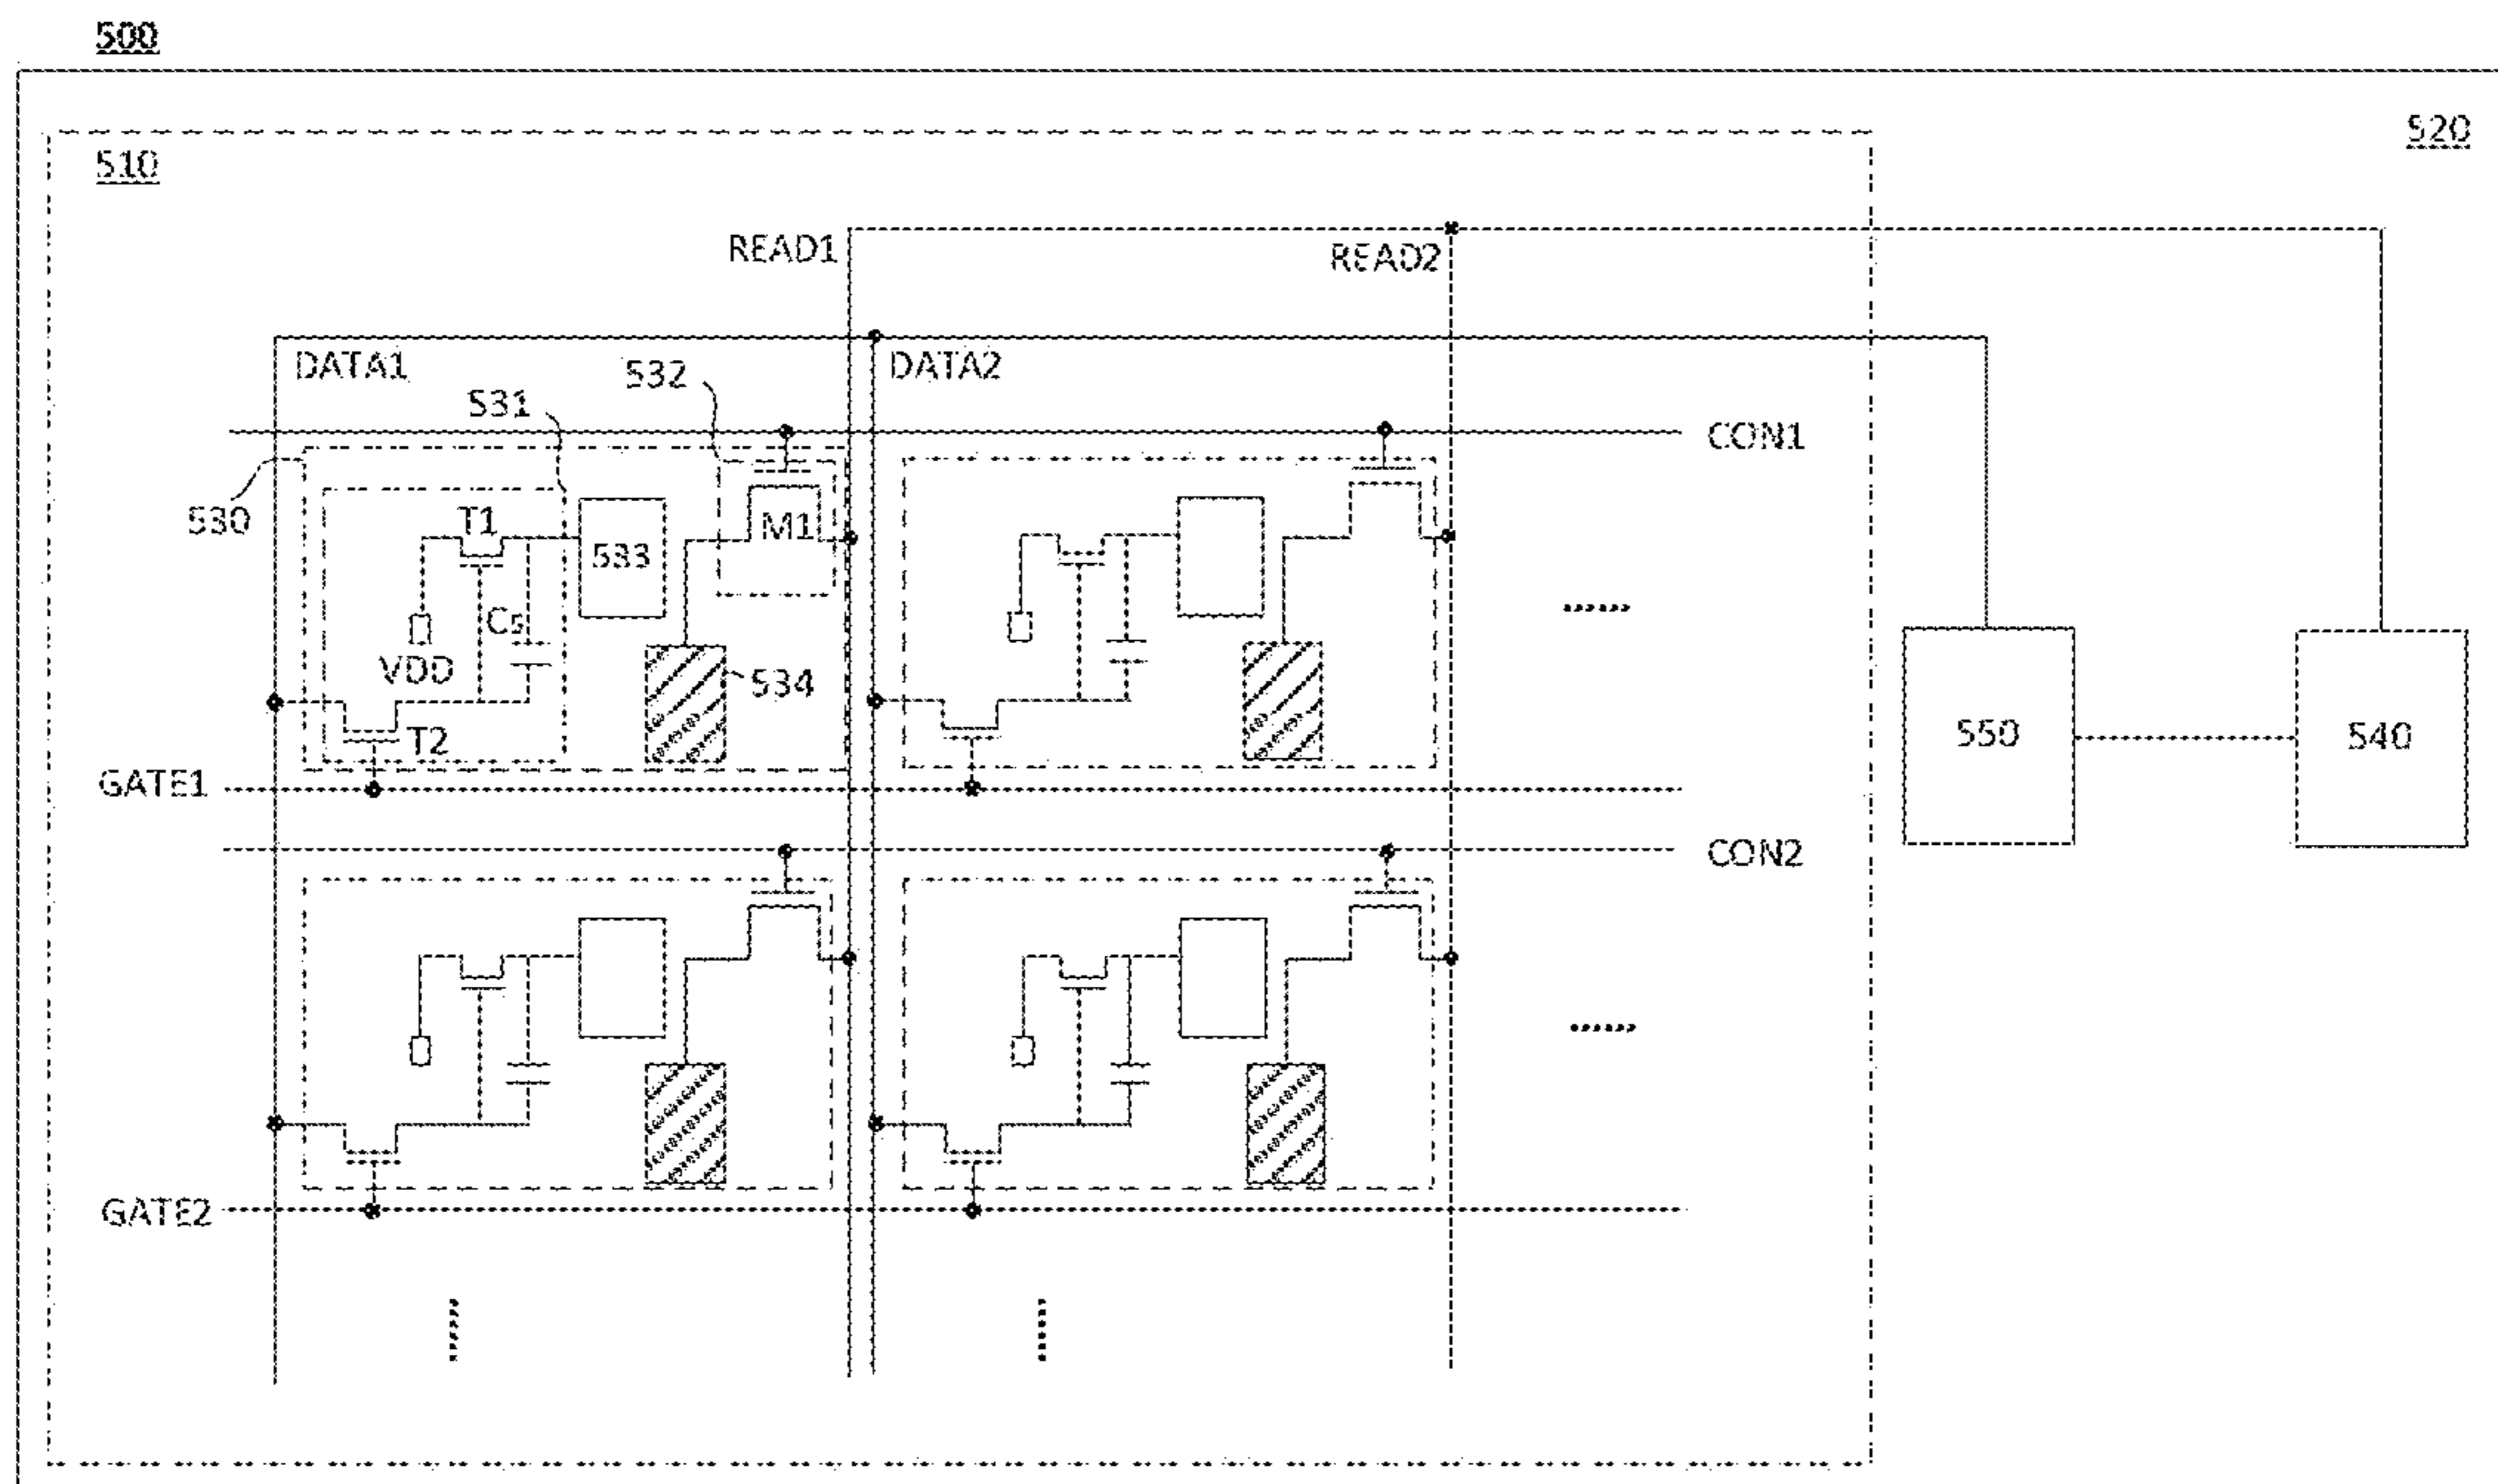 500
510
520
READ1
READ2
DATA1
532
DATA2
531
CON1
530
T1
M1
533
Cs
VDD
534
T2
550
540
GATE1
CON2
GATE2